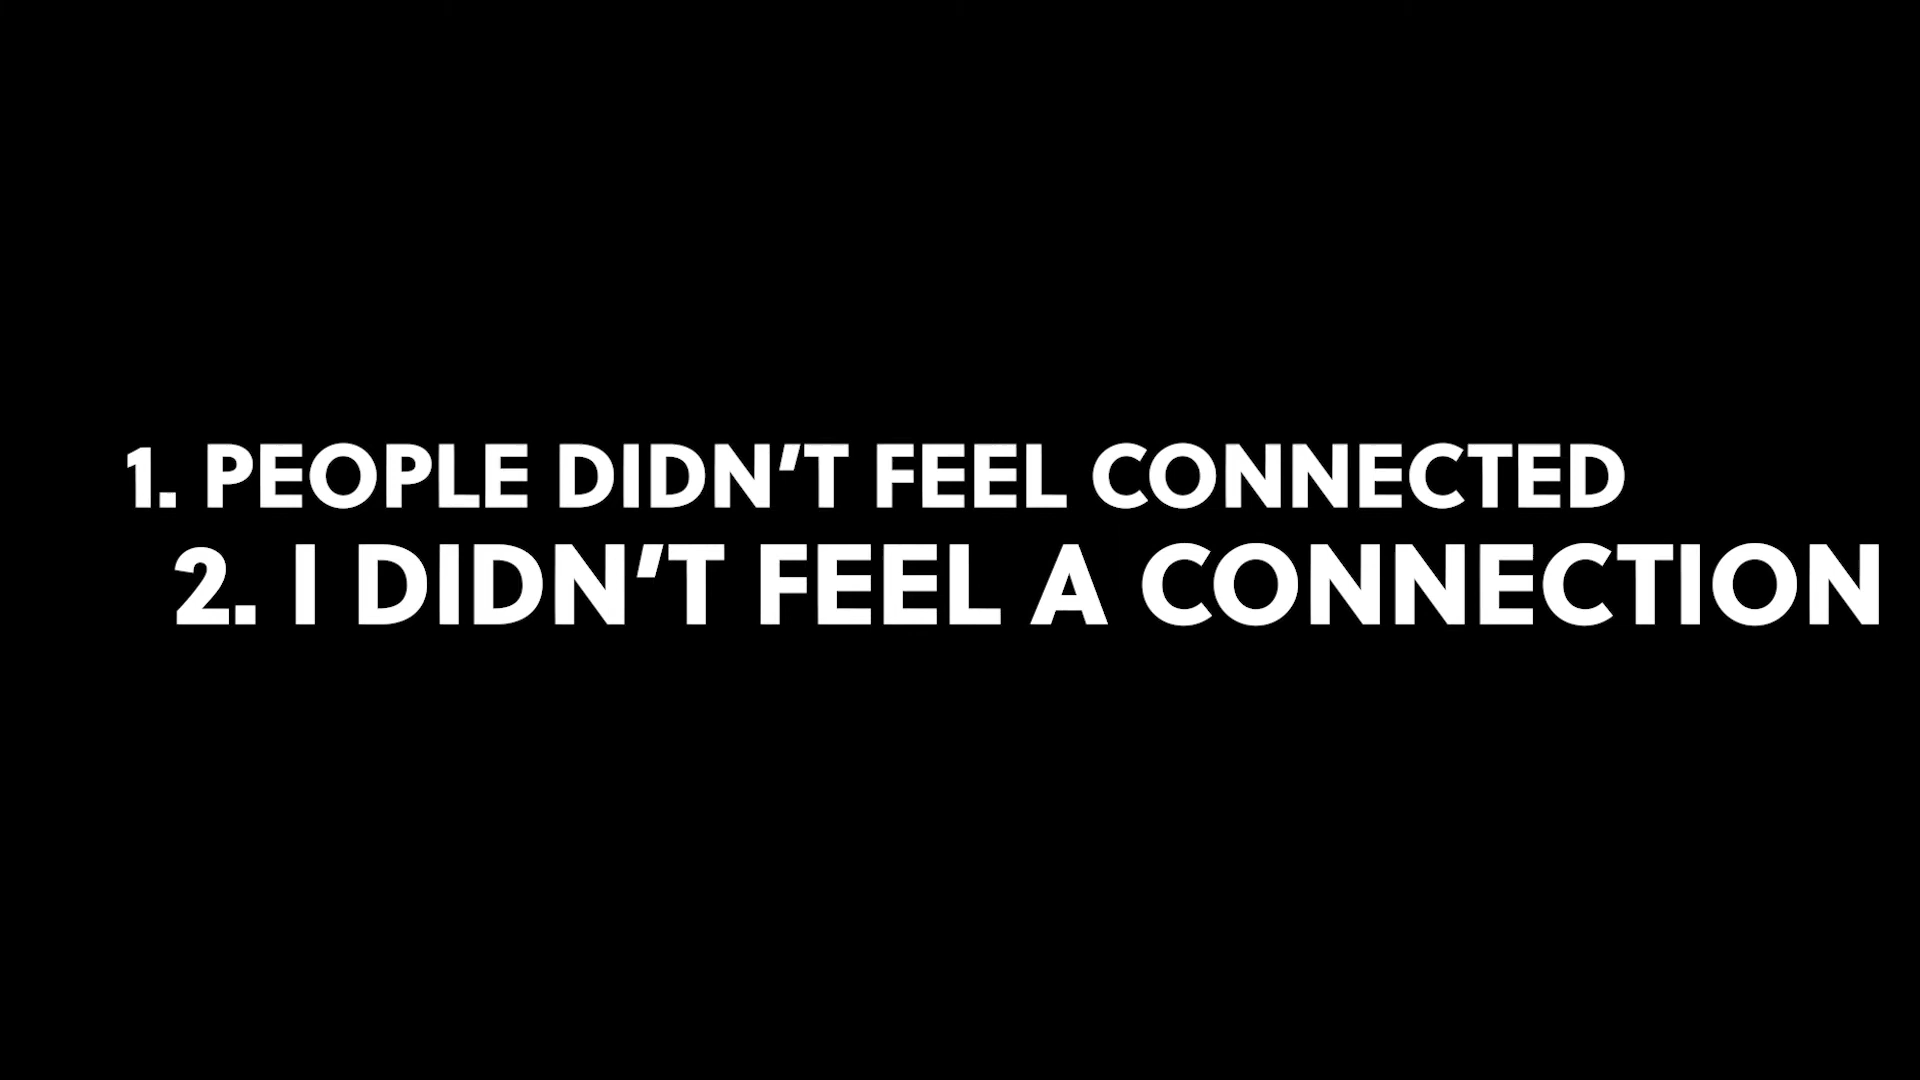 1. PEOPLE DIDN'T FEEL CONNECTED
2. I DIDN'T FEEL A CONNECTION